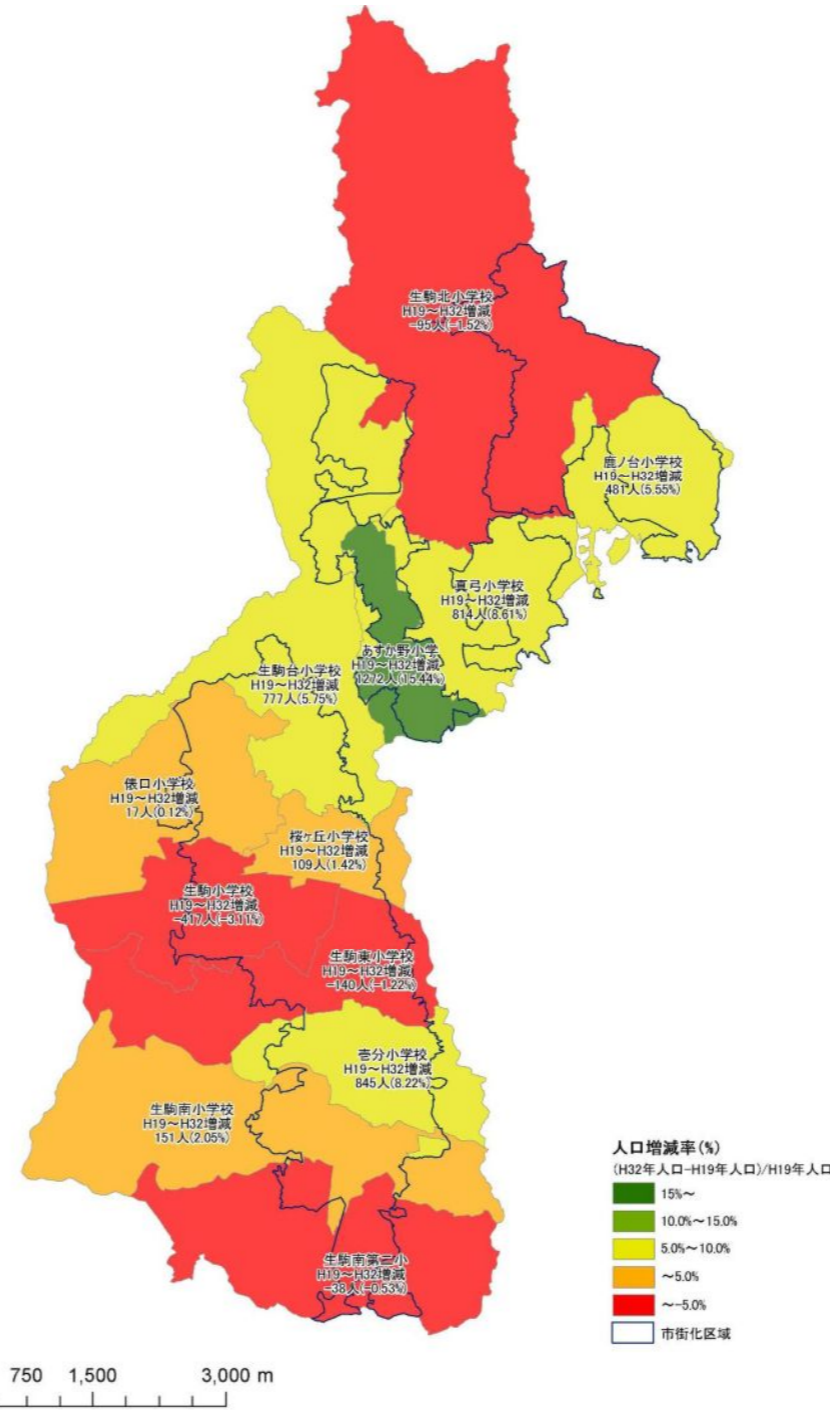 生駒北小学校
H19～H32増減
-95人(-1.52%)
鹿ノ台小学校
H19～H32増減
481人(5.55%)
真弓小学校
H19～H32増減
814人(8.61%)
あすか野小学
H19～H32増減
1272人(15.44%)
生駒台小学校
H19～H32増減
777人(5.75%)
俵口小学校
H19～H32増減
17人(0.12%)
桜ヶ丘小学校
H19～H32増減
109人(1.42%)
生駒小学校
H19～H32増減
-417人(-3.11%)
生駒東小学校
H19～H32増減
-140人(-1.22%)
壱分小学校
H19～H32増減
845人(8.22%)
生駒南小学校
H19～H32増減
151人(2.05%)
生駒南第二小
H19～H32増減
-38人(-0.53%)
人口増減率(%)
(H32年人口-H19年人口)/H19年人口
15%～
10.0%～15.0%
5.0%～10.0%
～5.0%
～-5.0%
市街化区域
750 1,500 3,000 m